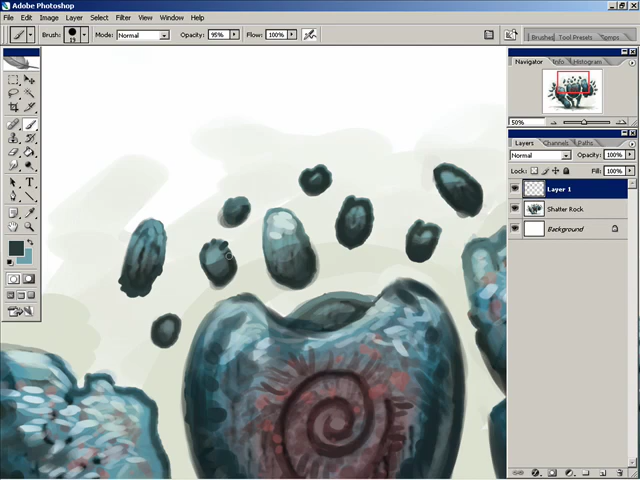 Adobe Photoshop
File Edit Image Layer Select Filter View Window Help
Brush: 19 Mode: Normal Opacity: 95% Flow: 100%
Brushes Tool Presets Comps
Navigator Info Histogram
50%
Layers Channels Paths
Normal Opacity: 100%
Lock: Fill: 100%
Layer 1
Shatter Rock
Background
T